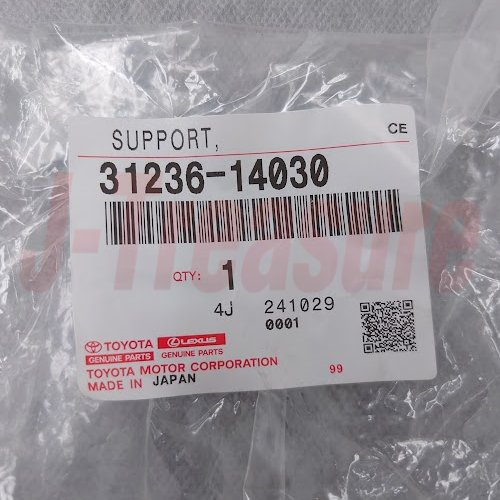 SUPPORT,
CE
31236-14030
J-Treasure
QTY: 1
4J 241029
0001
TOYOTA LEXUS
GENUINE PARTS GENUINE PARTS
TOYOTA MOTOR CORPORATION 99
MADE IN JAPAN